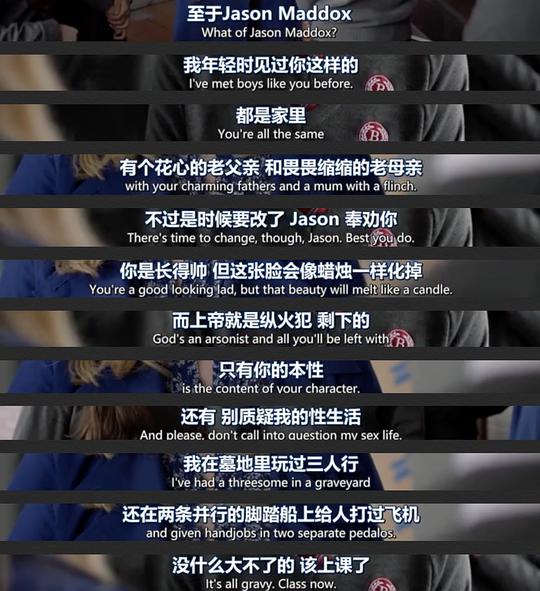 至于Jason Maddox
What of Jason Maddox?
我年轻时见过你这样的
I've met boys like you before.
都是家里
You're all the same
有个花心的老父亲 和畏畏缩缩的老母亲
with your charming fathers and a mum with a flinch.
不过是时候要改了 Jason 奉劝你
There's time to change, though, Jason. Best you do.
你是长得帅 但这张脸会像蜡烛一样化掉
You're a good looking lad, but that beauty will melt like a candle.
而上帝就是纵火犯 剩下的
God's an arsonist and all you'll be left with
只有你的本性
is the content of your character.
还有 别质疑我的性生活
And please, don't call into question my sex life.
我在墓地里玩过三人行
I've had a threesome in a graveyard
还在两条并行的脚踏船上给人打过飞机
and given handjobs in two separate pedalos.
没什么大不了的 该上课了
It's all gravy. Class now.